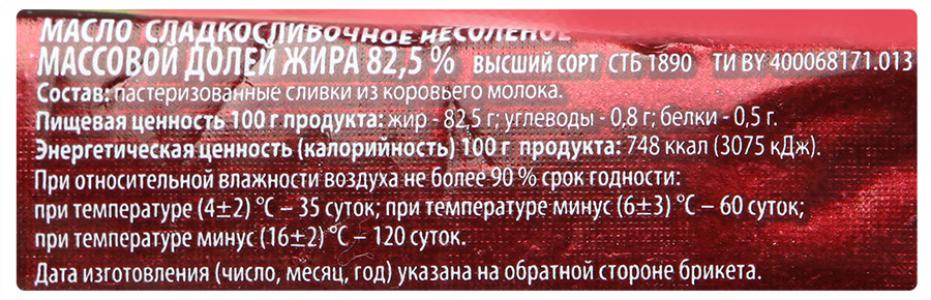 МАСЛО СЛАДКОСЛИВОЧНОЕ НЕСОЛЕНОЕ
МАССОВОЙ ДОЛЕЙ ЖИРА 82,5 % ВЫСШИЙ СОРТ СТБ 1890 ТИ BY 400068171.013
Состав: пастеризованные сливки из коровьего молока.
Пищевая ценность 100 г продукта: жир - 82,5 г; углеводы - 0,8 г; белки - 0,5 г.
Энергетическая ценность (калорийность) 100 г продукта: 748 ккал (3075 кДж).
При относительной влажности воздуха не более 90 % срок годности:
при температуре (4±2) °С – 35 суток; при температуре минус (6±3) °С – 60 суток;
при температуре минус (16±2) °С – 120 суток.
Дата изготовления (число, месяц, год) указана на обратной стороне брикета.